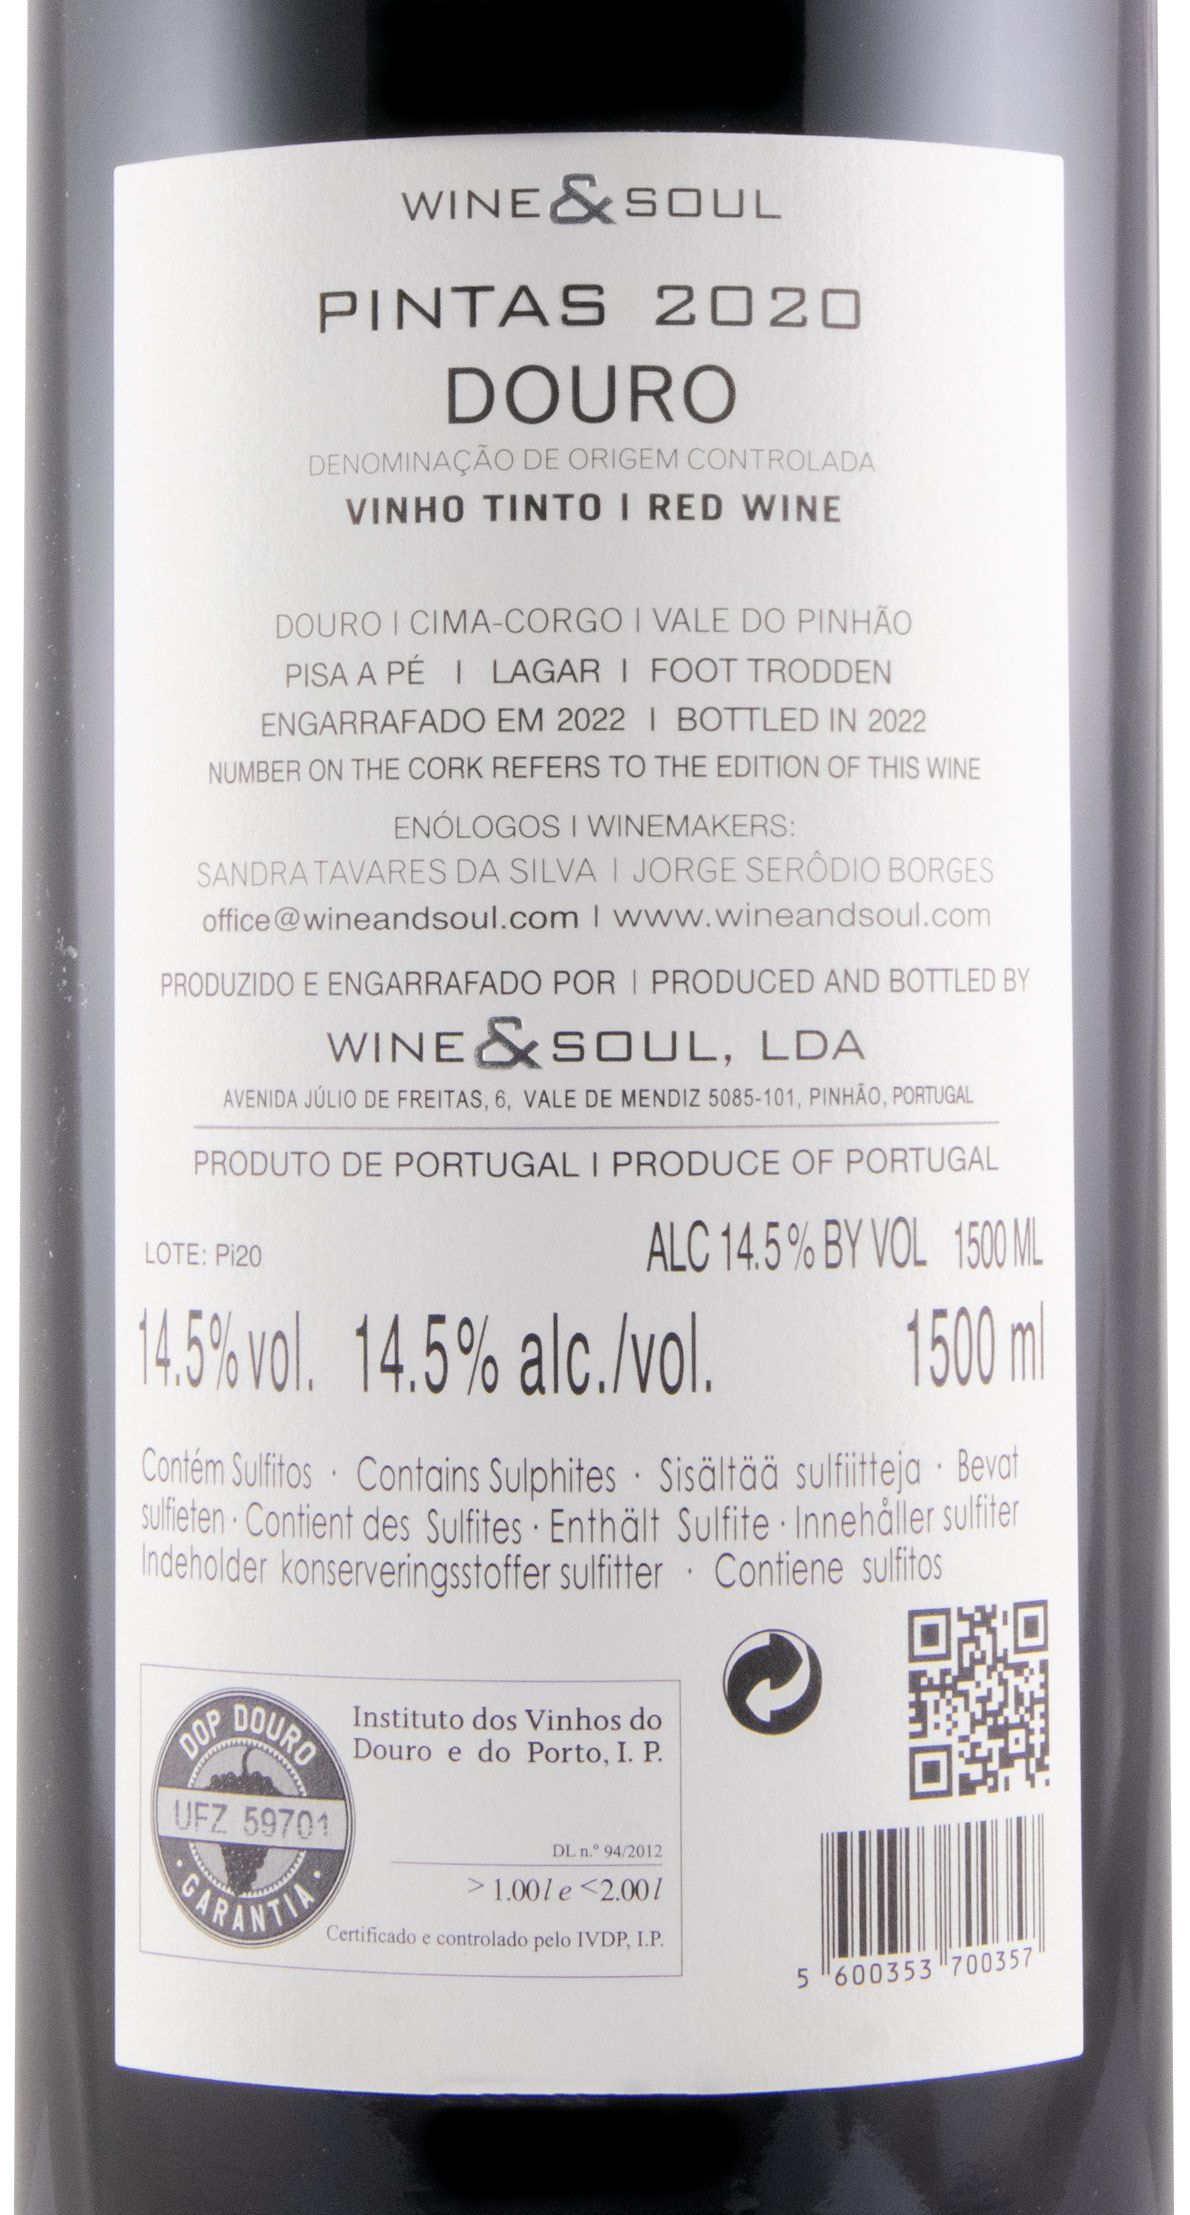 WINE & SOUL
PINTAS 2020
DOURO
DENOMINAÇÃO DE ORIGEM CONTROLADA
VINHO TINTO | RED WINE
DOURO | CIMA-CORGO | VALE DO PINHÃO
PISA A PÉ | LAGAR | FOOT TRODDEN
ENGARRAFADO EM 2022 | BOTTLED IN 2022
NUMBER ON THE CORK REFERS TO THE EDITION OF THIS WINE
ENÓLOGOS | WINEMAKERS:
SANDRA TAVARES DA SILVA | JORGE SERÔDIO BORGES
office@wineandsoul.com | www.wineandsoul.com
PRODUZIDO E ENGARRAFADO POR | PRODUCED AND BOTTLED BY
WINE & SOUL, LDA
AVENIDA JÚLIO DE FREITAS, 6, VALE DE MENDIZ 5085-101, PINHÃO, PORTUGAL
PRODUTO DE PORTUGAL | PRODUCE OF PORTUGAL
LOTE: Pi20 ALC 14.5% BY VOL 1500 ML
14.5% vol. 14.5% alc./vol. 1500 ml
Contém Sulfitos · Contains Sulphites · Sisältää sulfiitteja · Bevat
sulfieten · Contient des Sulfites · Enthält Sulfite · Innehåller sulfiter
Indeholder konserveringsstoffer sulfitter · Contiene sulfitos
DOP DOURO
UFZ 59701
· GARANTIA ·
Instituto dos Vinhos do
Douro e do Porto, I. P.
DL n.º 94/2012
> 1.00 l e < 2.00 l
Certificado e controlado pelo IVDP, I.P.
5 600353 700357